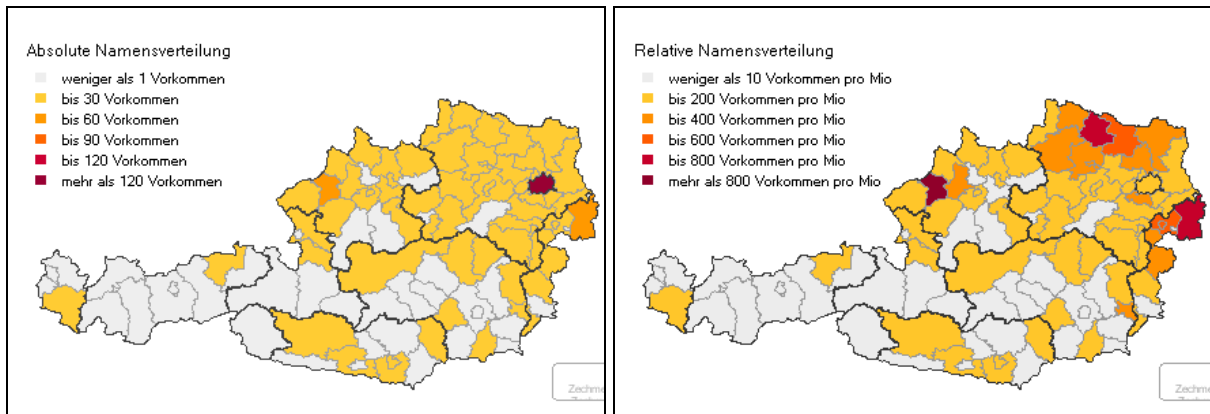 Absolute Namensverteilung
weniger als 1 Vorkommen
bis 30 Vorkommen
bis 60 Vorkommen
bis 90 Vorkommen
bis 120 Vorkommen
mehr als 120 Vorkommen
Relative Namensverteilung
weniger als 10 Vorkommen pro Mio
bis 200 Vorkommen pro Mio
bis 400 Vorkommen pro Mio
bis 600 Vorkommen pro Mio
bis 800 Vorkommen pro Mio
mehr als 800 Vorkommen pro Mio